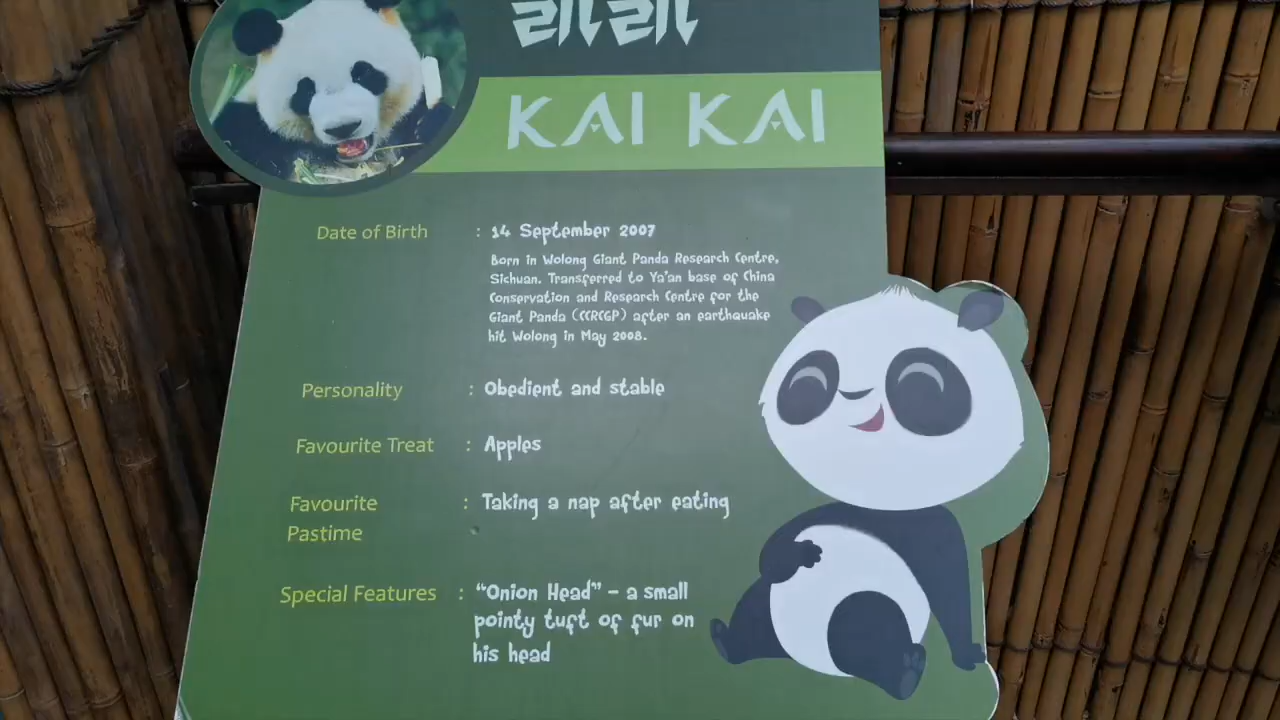 KAI KAI
Date of Birth : 14 September 2007
Born in Wolong Giant Panda Research Centre,
Sichuan. Transferred to Ya'an base of China
Conservation and Research Centre for the
Giant Panda (CCRCGP) after an earthquake
hit Wolong in May 2008.
Personality : Obedient and stable
Favourite Treat : Apples
Favourite : Taking a nap after eating
Pastime
Special Features : “Onion Head” – a small
pointy tuft of fur on
his head